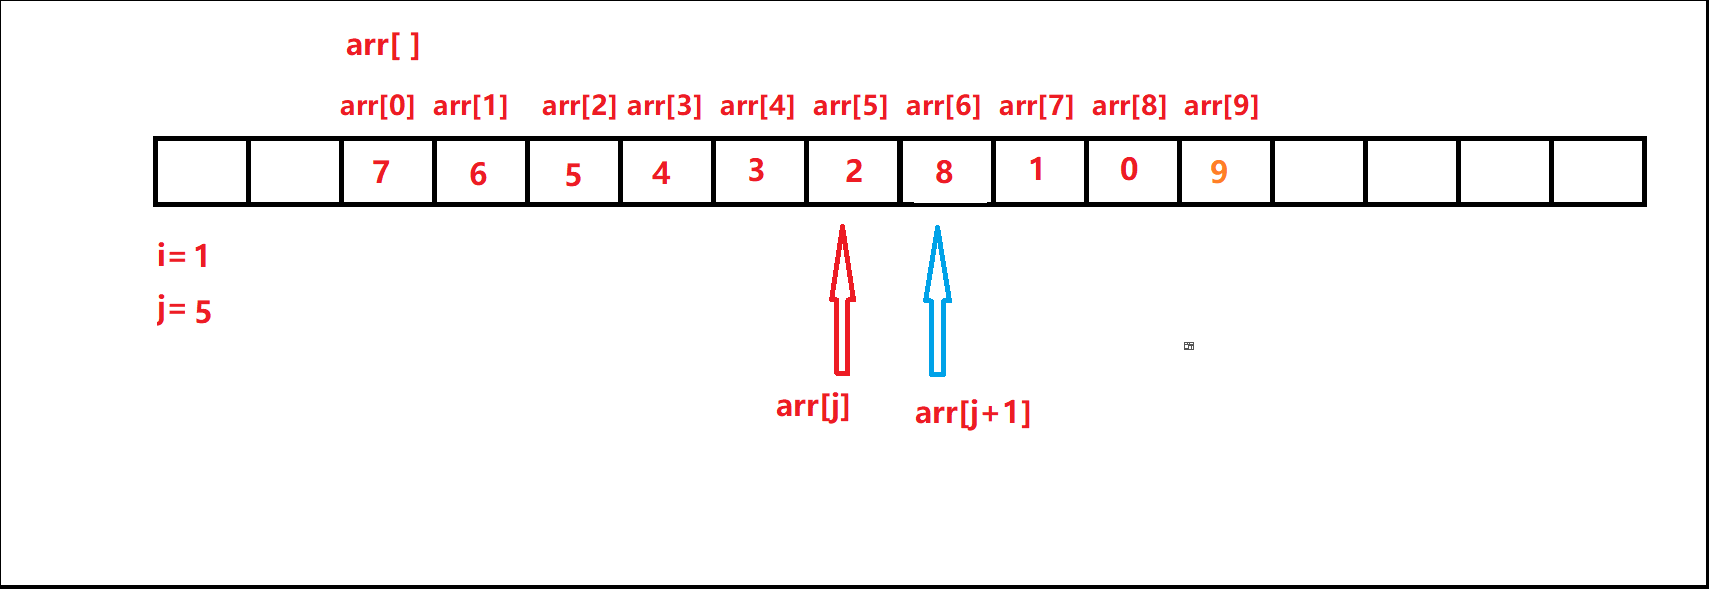 arr[ ]
arr[0] arr[1] arr[2] arr[3] arr[4] arr[5] arr[6] arr[7] arr[8] arr[9]
7 6 5 4 3 2 8 1 0 9
i= 1
j= 5
arr[j] arr[j+1]